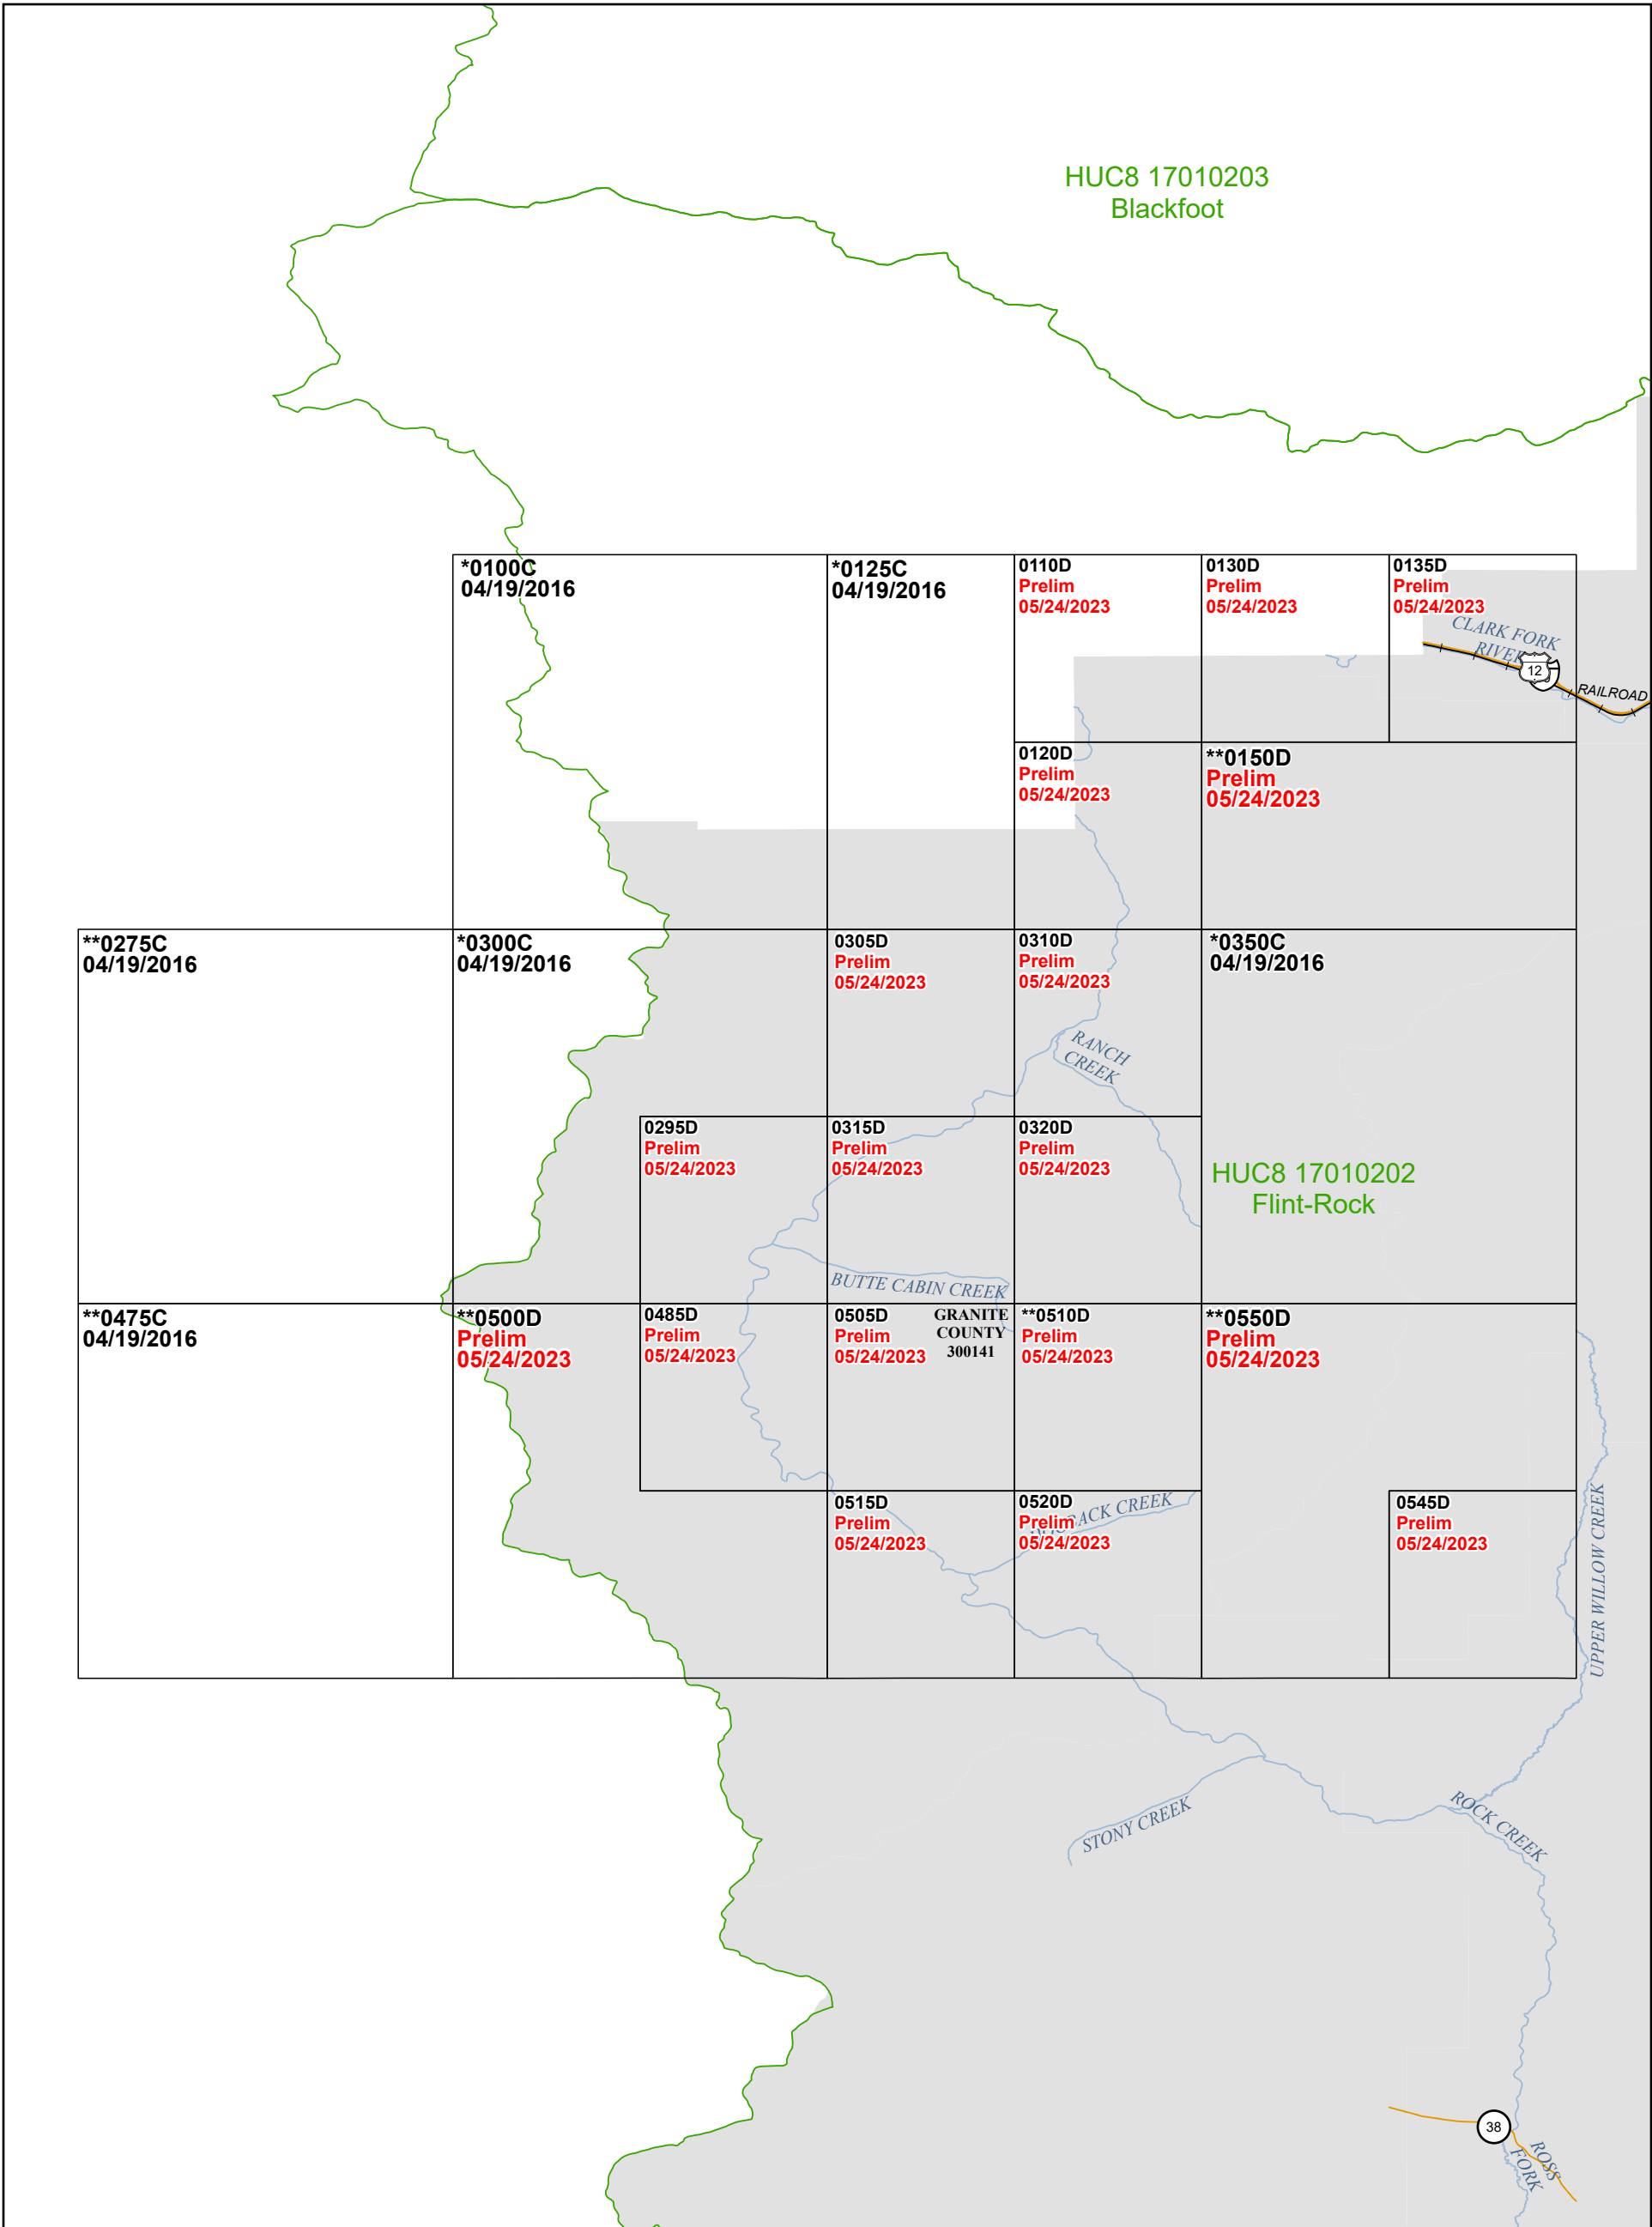 HUC8 17010203
Blackfoot
*0100C
04/19/2016
*0125C
04/19/2016
0110D
Prelim
05/24/2023
0130D
Prelim
05/24/2023
0135D
Prelim
05/24/2023
CLARK FORK
RIVER
12
RAILROAD
0120D
Prelim
05/24/2023
**0150D
Prelim
05/24/2023
**0275C
04/19/2016
*0300C
04/19/2016
0305D
Prelim
05/24/2023
0310D
Prelim
05/24/2023
*0350C
04/19/2016
RANCH
CREEK
0295D
Prelim
05/24/2023
0315D
Prelim
05/24/2023
0320D
Prelim
05/24/2023
HUC8 17010202
Flint-Rock
BUTTE CABIN CREEK
**0475C
04/19/2016
**0500D
Prelim
05/24/2023
0485D
Prelim
05/24/2023
0505D
Prelim
05/24/2023
GRANITE
COUNTY
300141
**0510D
Prelim
05/24/2023
**0550D
Prelim
05/24/2023
0515D
Prelim
05/24/2023
0520D
Prelim
05/24/2023
CREEK
0545D
Prelim
05/24/2023
UPPER WILLOW CREEK
STONY CREEK
ROCK CREEK
38
ROSS
FORK